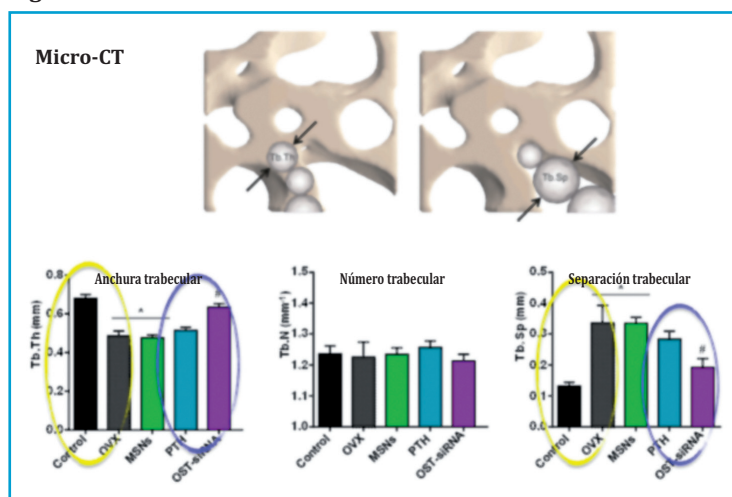 Micro-CT
Tb.Th
Tb.Sp
Anchura trabecular
Tb.Th (mm)
0.8
0.6
0.4
0.2
0.0
*
#
Control
OVX
MSNs
PTH
OST-siRNA
Número trabecular
Tb.N (mm⁻¹)
1.5
1.4
1.3
1.2
1.1
1.0
Control
OVX
MSNs
PTH
OST-siRNA
Separación trabecular
Tb.Sp (mm)
0.5
0.4
0.3
0.2
0.1
0.0
*
#
Control
OVX
MSNs
PTH
OST-siRNA